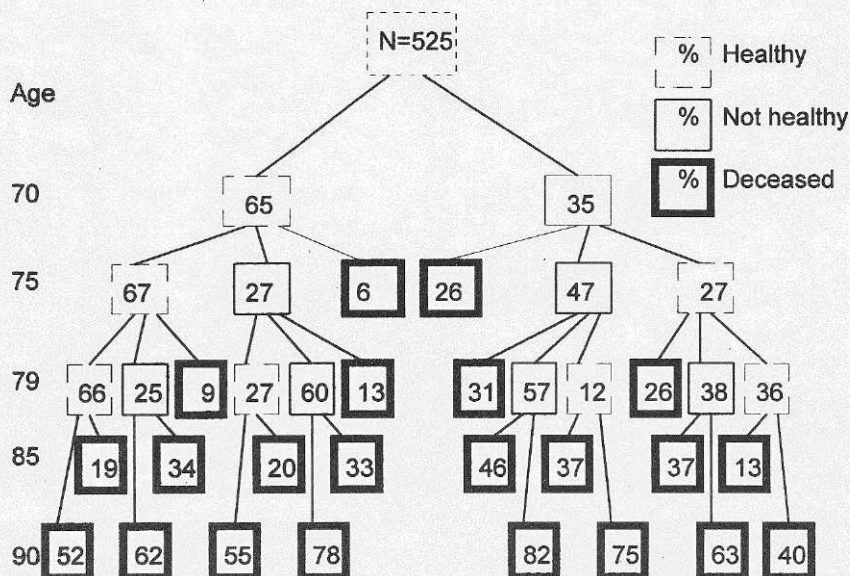 N=525
% Healthy
Age
% Not healthy
% Deceased
70 65 35
75 67 27 6 26 47 27
79 66 25 9 27 60 13 31 57 12 26 38 36
85 19 34 20 33 46 37 37 13
90 52 62 55 78 82 75 63 40